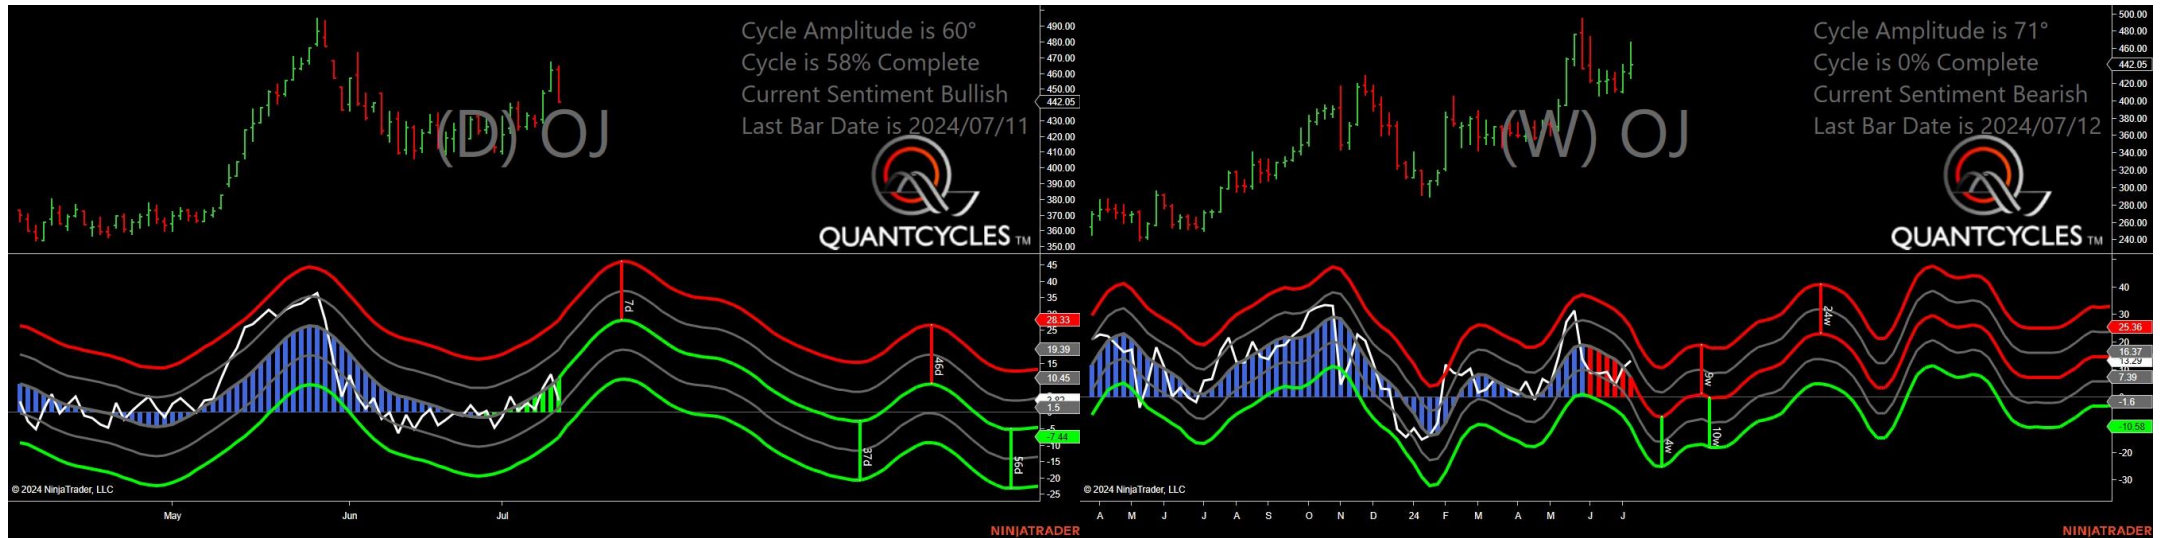 Cycle Amplitude is 60°
Cycle is 58% Complete
Current Sentiment Bullish
Last Bar Date is 2024/07/11
(D) OJ
QUANTCYCLES TM
490.00
480.00
470.00
460.00
450.00
442.05
430.00
420.00
410.00
400.00
390.00
380.00
370.00
360.00
350.00
45
40
35
30
28.33
25
19.39
15
10.45
1.5
-5
-7.44
-10
-15
-20
-25
7d
37d
46d
56d
© 2024 NinjaTrader, LLC
May
Jun
Jul
NINJATRADER
Cycle Amplitude is 71°
Cycle is 0% Complete
Current Sentiment Bearish
Last Bar Date is 2024/07/12
(W) OJ
QUANTCYCLES TM
500.00
480.00
460.00
442.05
420.00
400.00
380.00
360.00
340.00
320.00
300.00
280.00
260.00
240.00
40
30
25.36
20
16.37
13.29
7.39
-1.6
-10.58
-20
-30
4w
9w
10w
24w
© 2024 NinjaTrader, LLC
A M J J A S O N D 24 F M A M J J
NINJATRADER